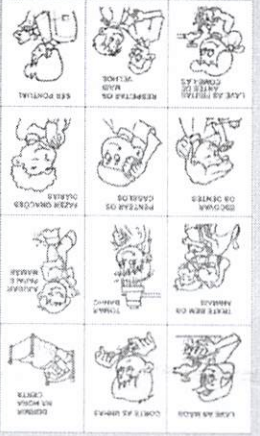 LAVE AS MÃOS
CORTE AS UNHAS
DORMIR
NA HORA
CERTA
TRATE BEM OS
ANIMAIS
TOMAR
BANHO
AJUDAR
PAPAI E
MAMÃE
ESCOVAR
OS DENTES
PENTEAR OS
CABELOS
FAZER ORAÇÕES
DIÁRIAS
LAVE AS FRUTAS
ANTES DE
COMÊ-LAS
RESPEITAR OS
MAIS
VELHOS
SER PONTUAL